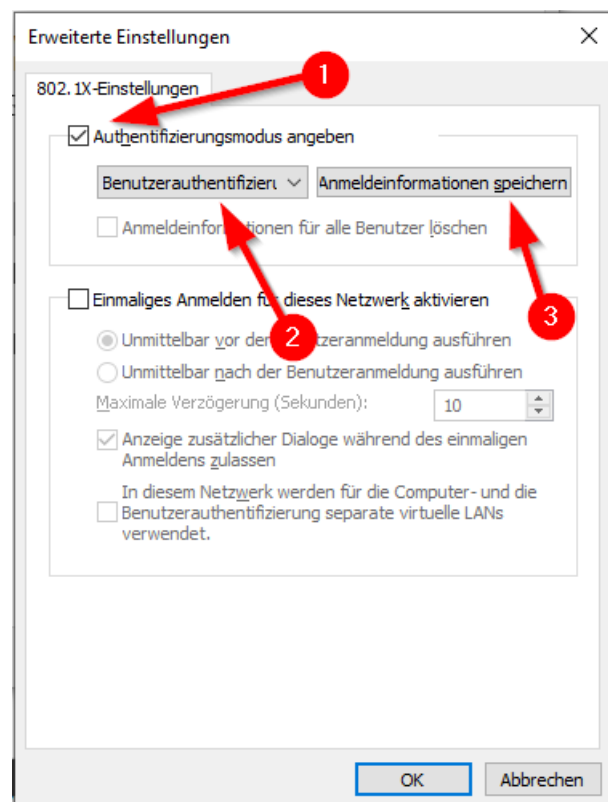 Erweiterte Einstellungen
1
802.1X-Einstellungen
Authentifizierungsmodus angeben
Benutzerauthentifizieru
Anmeldeinformationen speichern
Anmeldeinformationen für alle Benutzer löschen
Einmaliges Anmelden für dieses Netzwerk aktivieren
2
3
Unmittelbar vor der tzeranmeldung ausführen
Unmittelbar nach der Benutzeranmeldung ausführen
Maximale Verzögerung (Sekunden):
10
Anzeige zusätzlicher Dialoge während des einmaligen
Anmeldens zulassen
In diesem Netzwerk werden für die Computer- und die
Benutzerauthentifizierung separate virtuelle LANs
verwendet.
OK
Abbrechen